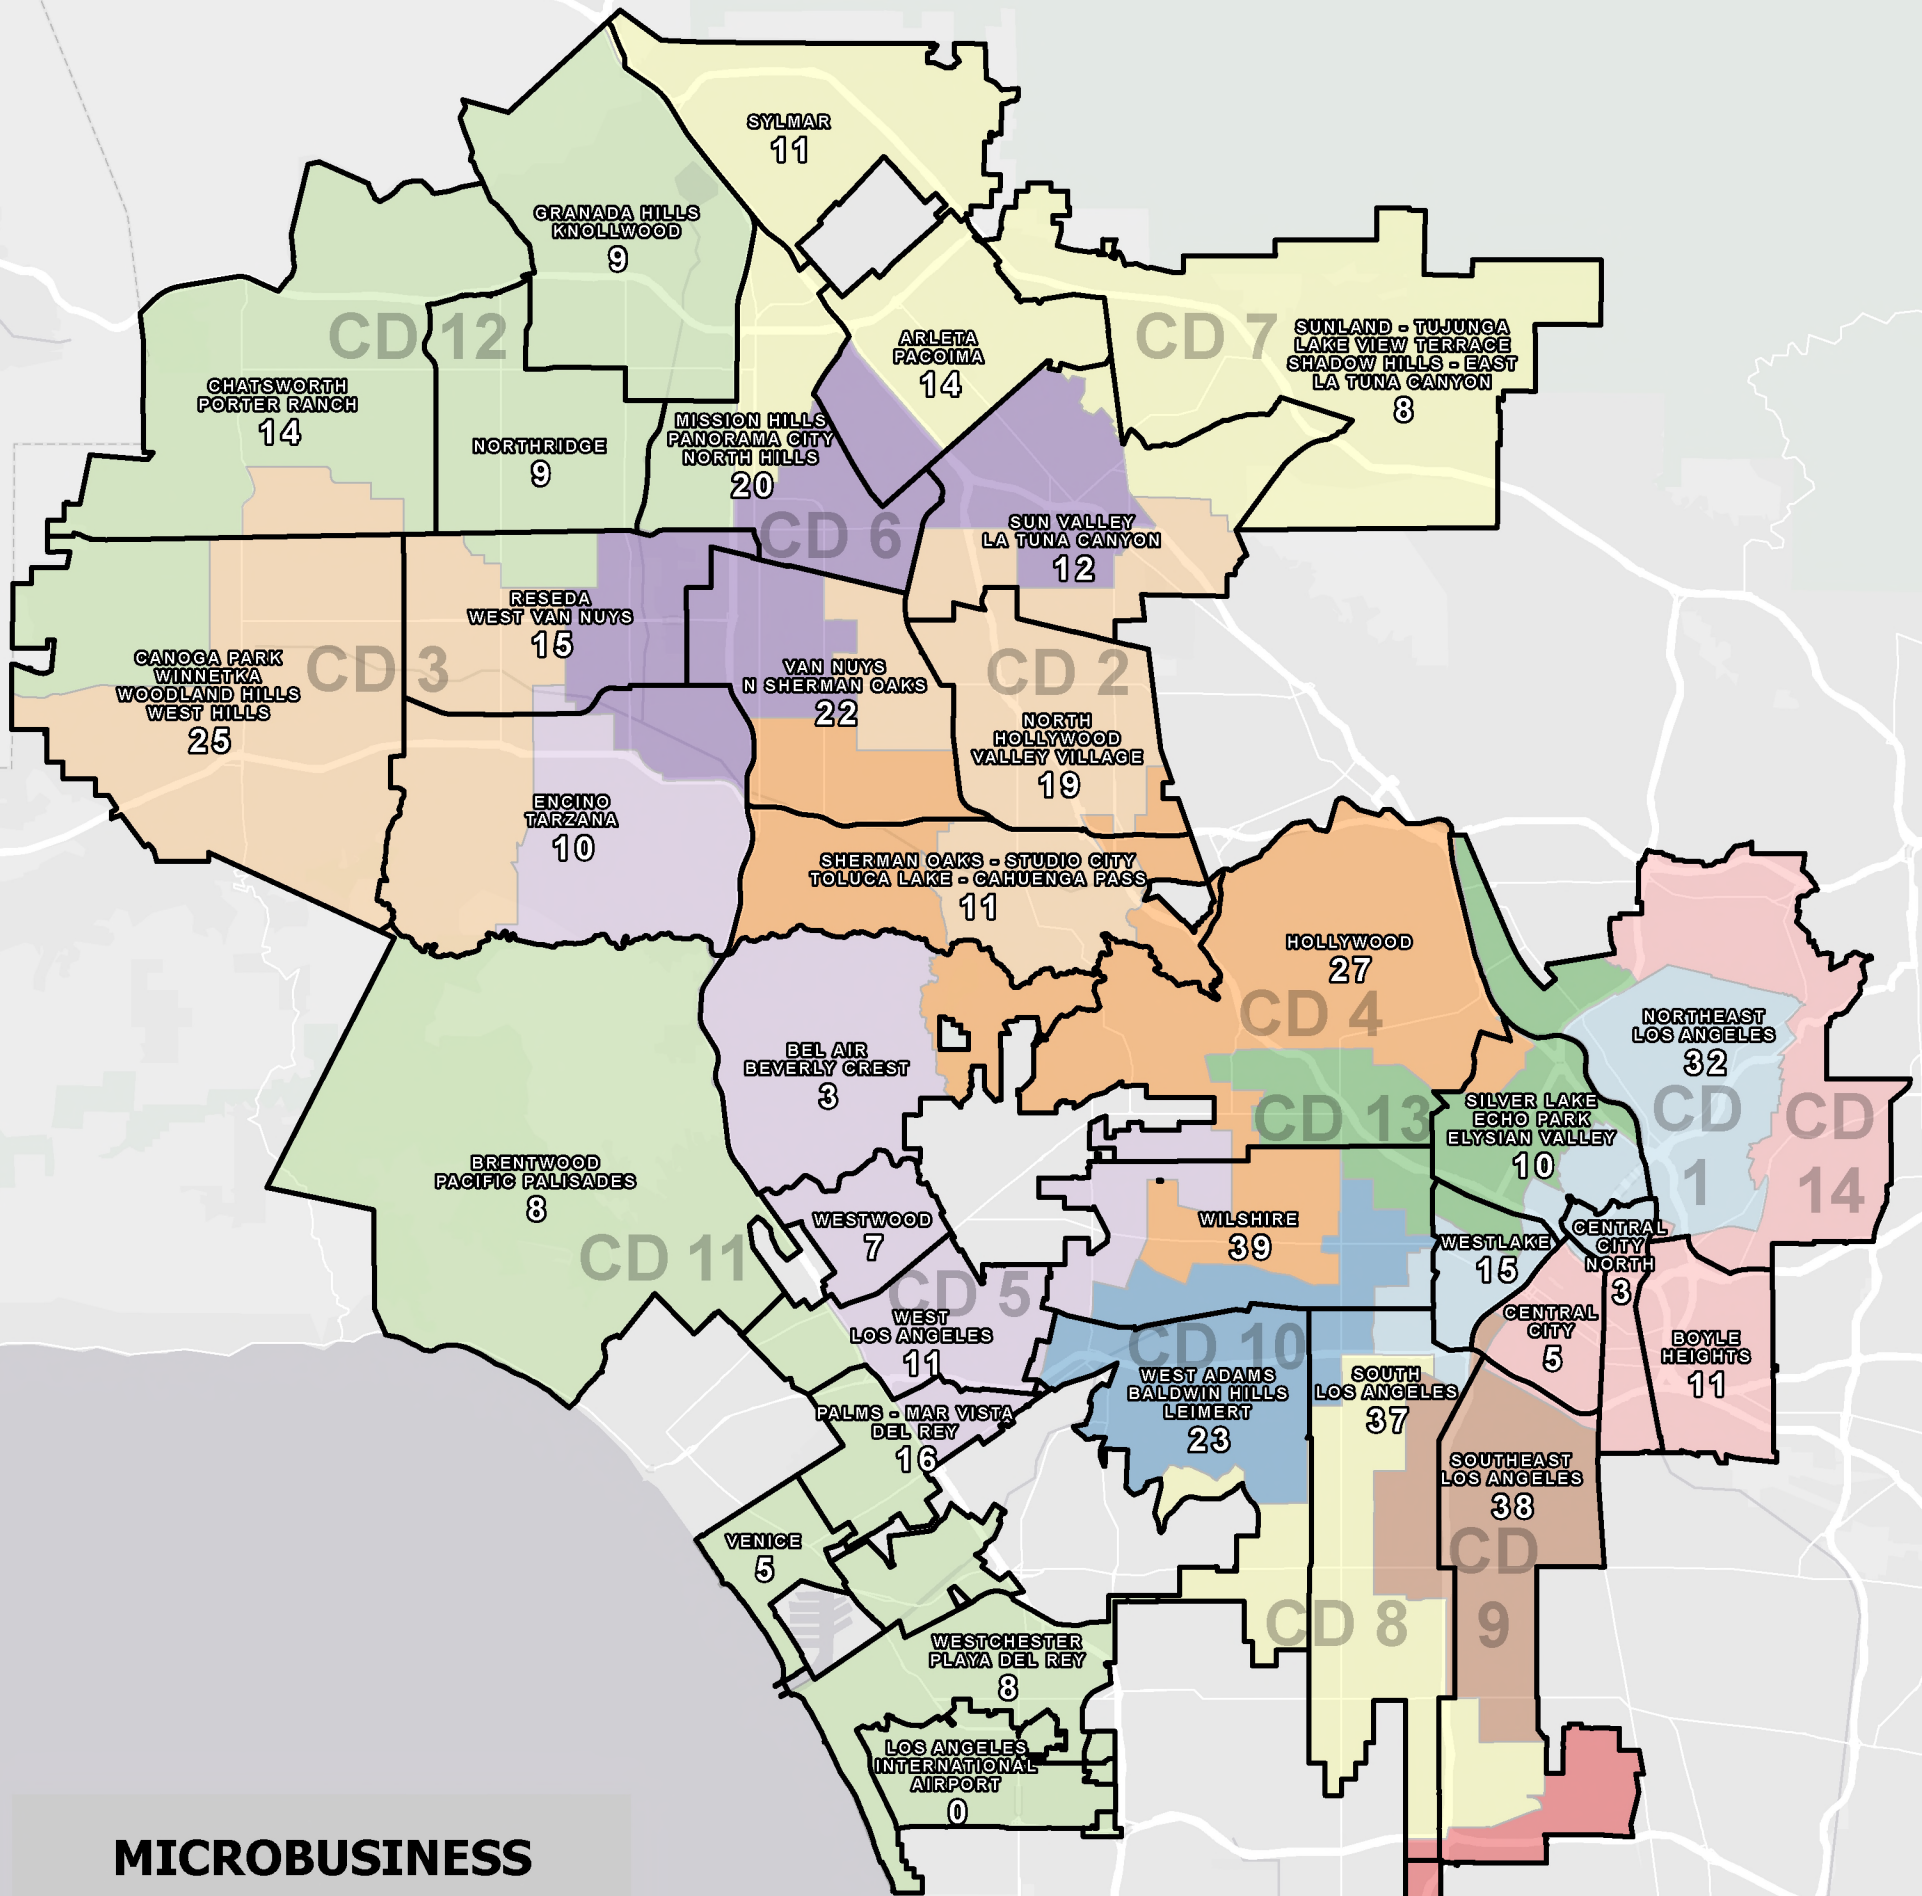 SYLMAR
11
GRANADA HILLS
KNOLLWOOD
9
CD 12
CD 7
ARLETA
PACOIMA
14
SUNLAND - TUJUNGA
LAKE VIEW TERRACE
SHADOW HILLS - EAST
LA TUNA CANYON
8
CHATSWORTH
PORTER RANCH
14
NORTHRIDGE
9
MISSION HILLS
PANORAMA CITY
NORTH HILLS
20
CD 6
SUN VALLEY
LA TUNA CANYON
12
RESEDA
WEST VAN NUYS
15
CANOGA PARK
WINNETKA
WOODLAND HILLS
WEST HILLS
25
CD 3
VAN NUYS
N SHERMAN OAKS
22
CD 2
NORTH
HOLLYWOOD
VALLEY VILLAGE
19
ENCINO
TARZANA
10
SHERMAN OAKS - STUDIO CITY
TOLUCA LAKE - CAHUENGA PASS
11
HOLLYWOOD
27
CD 4
NORTHEAST
LOS ANGELES
32
CD
1
CD
14
BEL AIR
BEVERLY CREST
3
CD 13
SILVER LAKE
ECHO PARK
ELYSIAN VALLEY
10
BRENTWOOD
PACIFIC PALISADES
8
CD 11
WESTWOOD
7
WILSHIRE
39
WESTLAKE
15
CENTRAL
CITY
NORTH
3
CD 5
WEST
LOS ANGELES
11
CD 10
WEST ADAMS
BALDWIN HILLS
LEIMERT
23
SOUTH
LOS ANGELES
37
CENTRAL
CITY
5
BOYLE
HEIGHTS
11
PALMS - MAR VISTA
DEL REY
16
SOUTHEAST
LOS ANGELES
38
CD
9
VENICE
5
CD 8
WESTCHESTER
PLAYA DEL REY
8
LOS ANGELES
INTERNATIONAL
AIRPORT
0
MICROBUSINESS